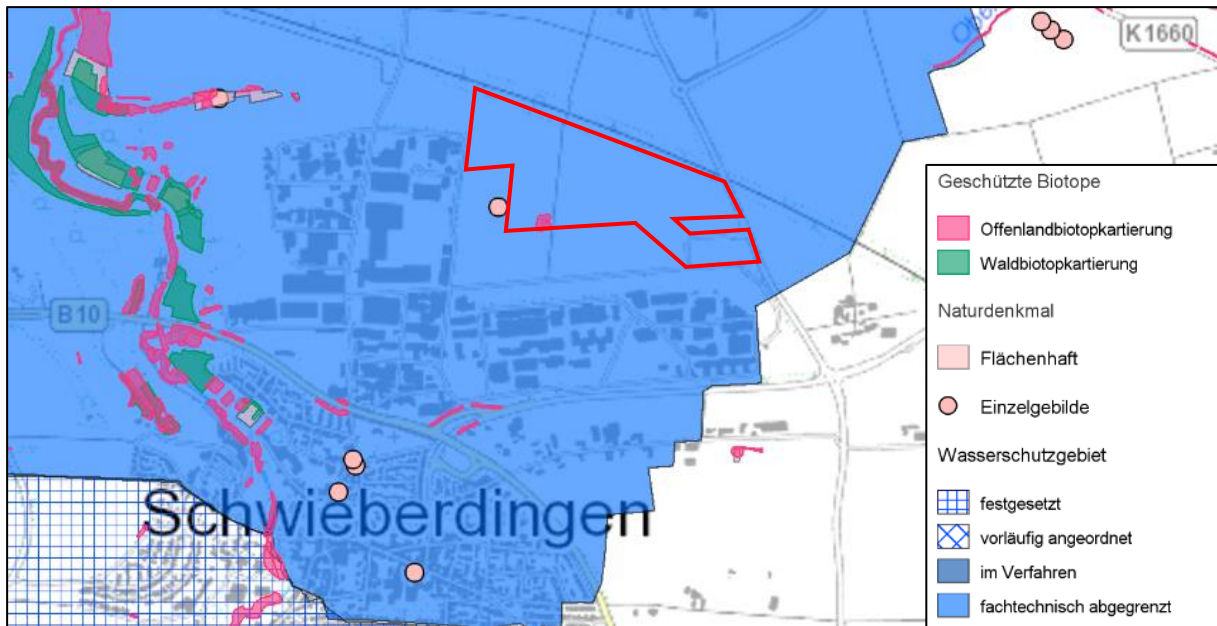 K 1660
B 10
Schwieberdingen
Geschützte Biotope
Offenlandbiotopkartierung
Waldbiotopkartierung
Naturdenkmal
Flächenhaft
Einzelgebilde
Wasserschutzgebiet
festgesetzt
vorläufig angeordnet
im Verfahren
fachtechnisch abgegrenzt